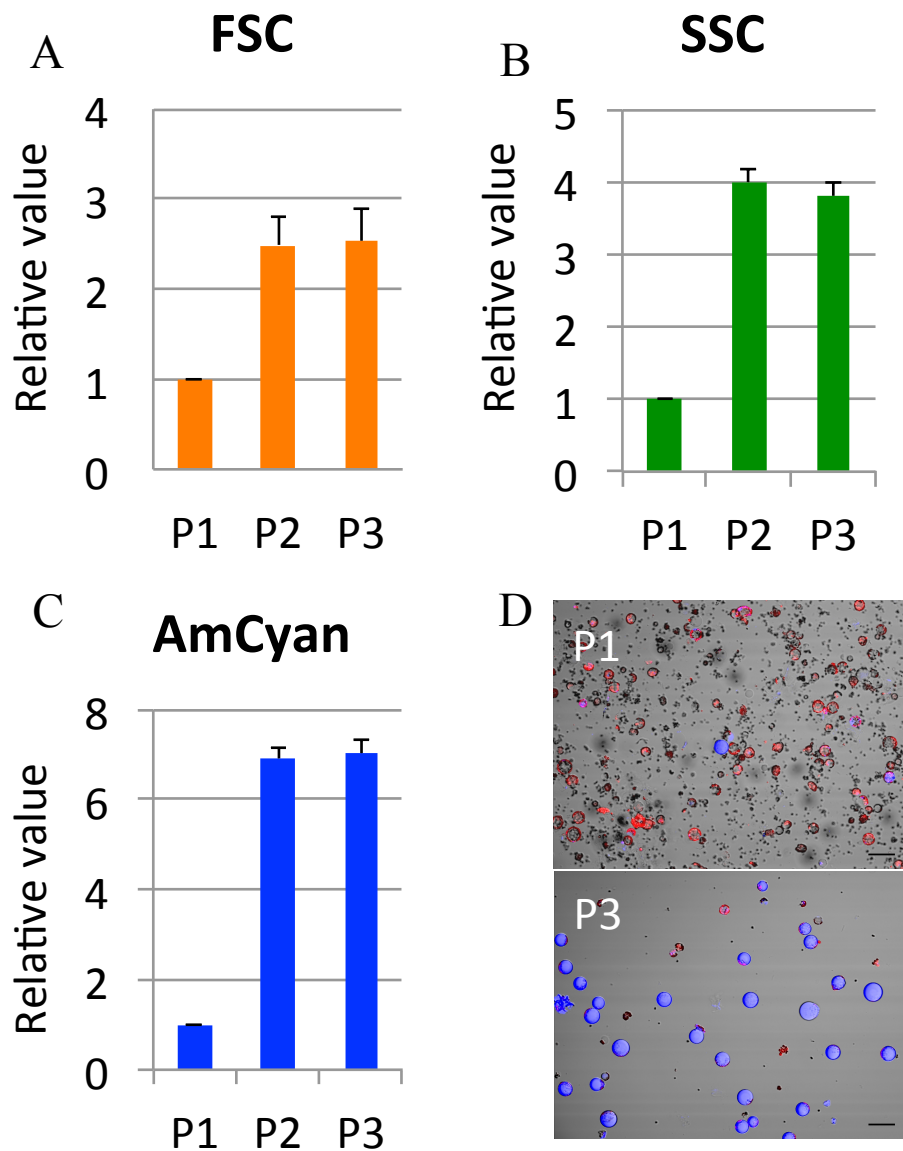 A
FSC
Relative value
4
3
2
1
0
P1 P2 P3
B
SSC
Relative value
5
4
3
2
1
0
P1 P2 P3
C
AmCyan
Relative value
8
6
4
2
0
P1 P2 P3
D
P1
P3